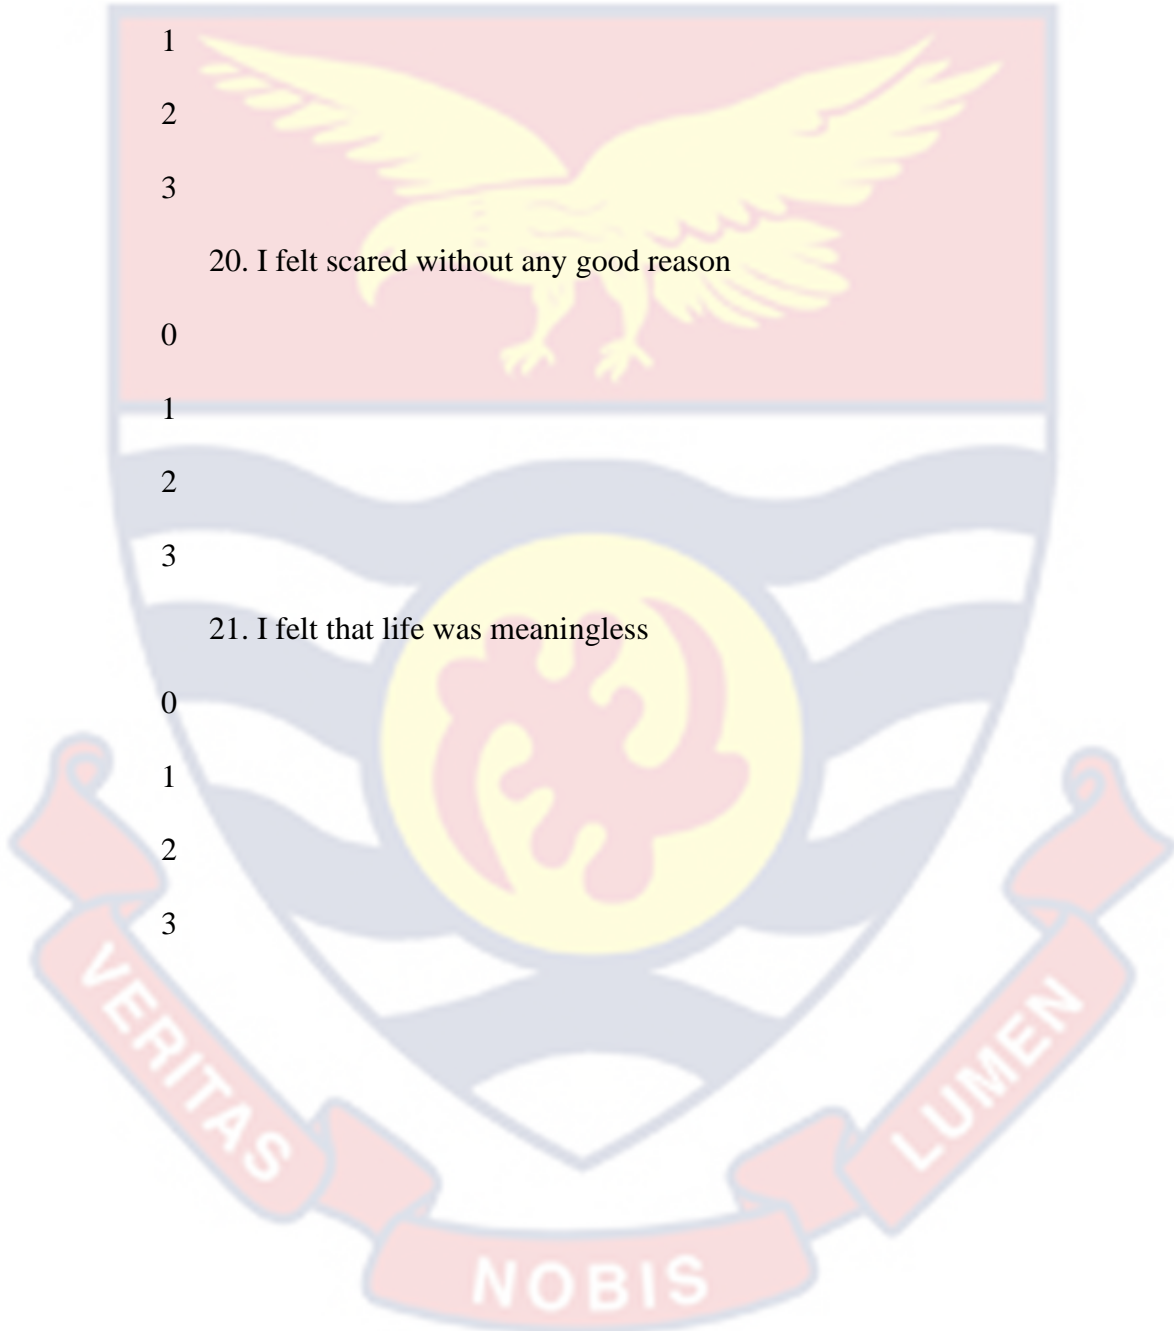 1
2
3
20. I felt scared without any good reason
0
1
2
3
21. I felt that life was meaningless
0
1
2
3
VERITAS
NOBIS
LUMEN